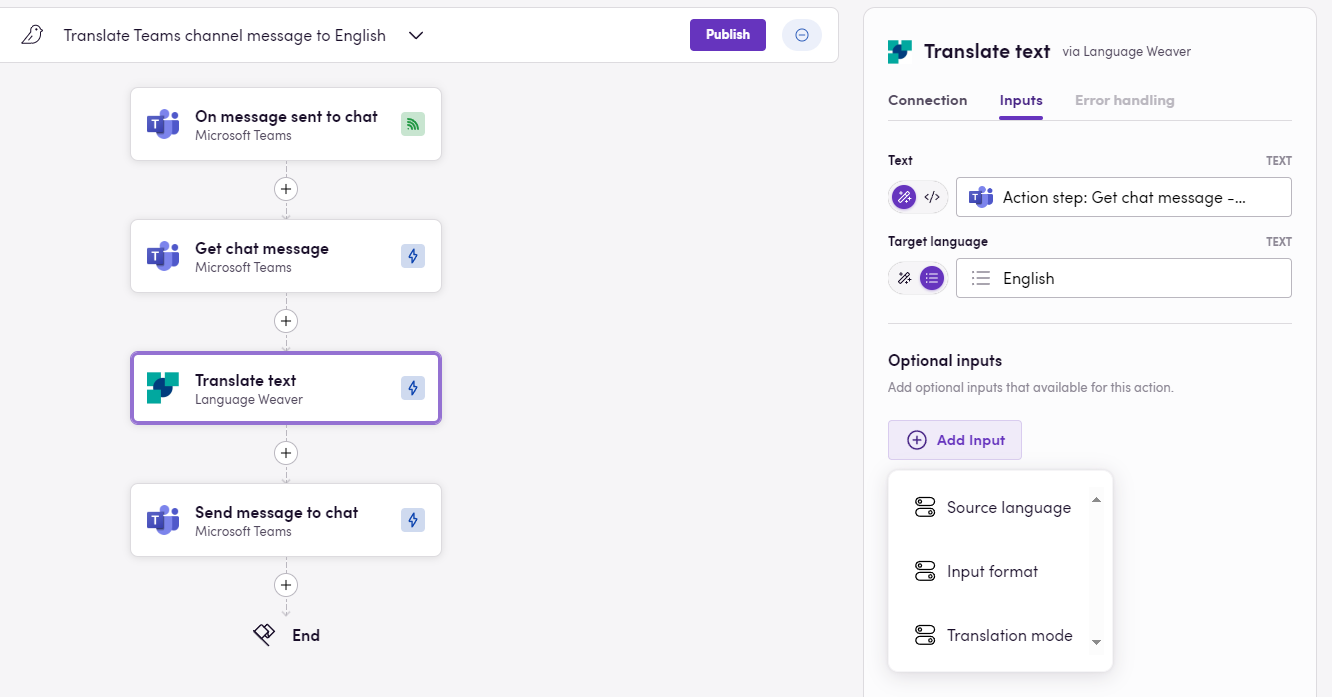 Translate Teams channel message to English
Publish
On message sent to chat
Microsoft Teams
Get chat message
Microsoft Teams
Translate text
Language Weaver
Send message to chat
Microsoft Teams
End
Translate text via Language Weaver
Connection Inputs Error handling
Text TEXT
</> Action step: Get chat message -...
Target language TEXT
English
Optional inputs
Add optional inputs that available for this action.
Add Input
Source language
Input format
Translation mode